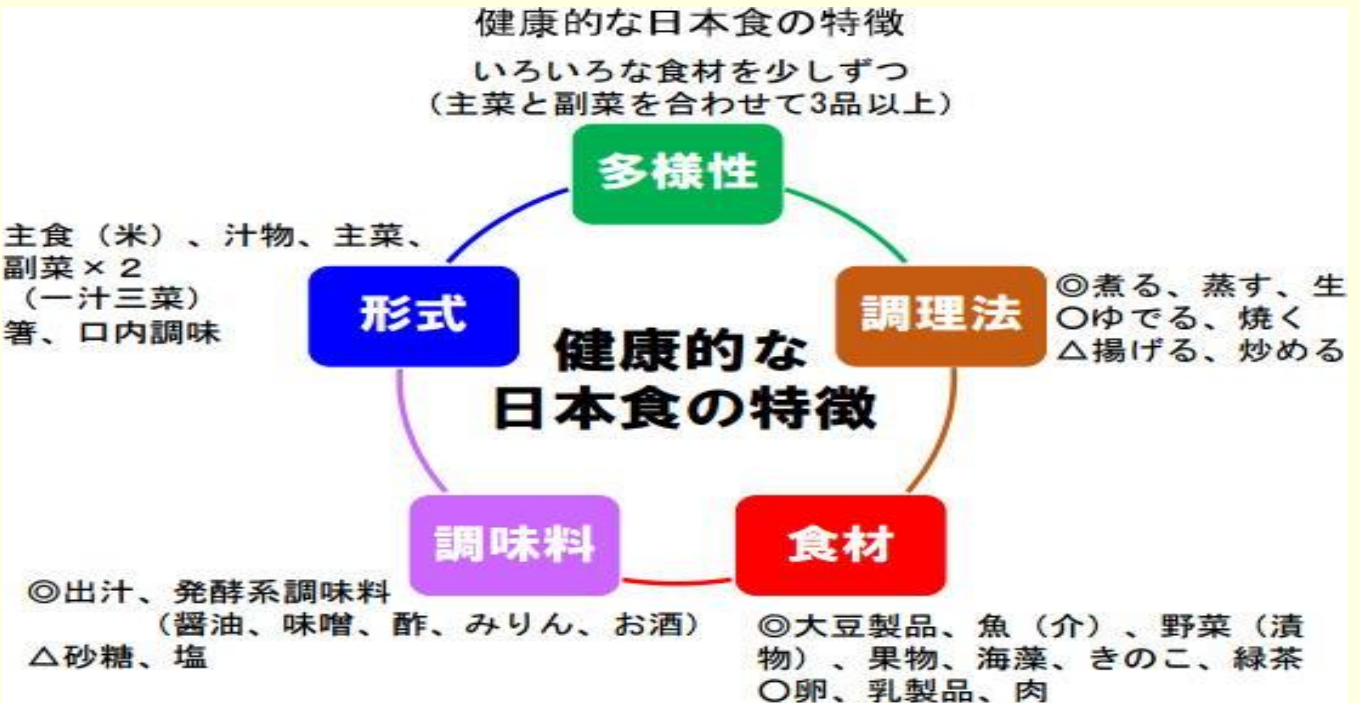 健康的な日本食の特徴
いろいろな食材を少しずつ
（主菜と副菜を合わせて3品以上）
多様性
主食（米）、汁物、主菜、
副菜×２
（一汁三菜）
箸、口内調味
形式
調理法
◎煮る、蒸す、生
〇ゆでる、焼く
△揚げる、炒める
健康的な
日本食の特徴
調味料
食材
◎出汁、発酵系調味料
（醤油、味噌、酢、みりん、お酒）
△砂糖、塩
◎大豆製品、魚（介）、野菜（漬
物）、果物、海藻、きのこ、緑茶
〇卵、乳製品、肉